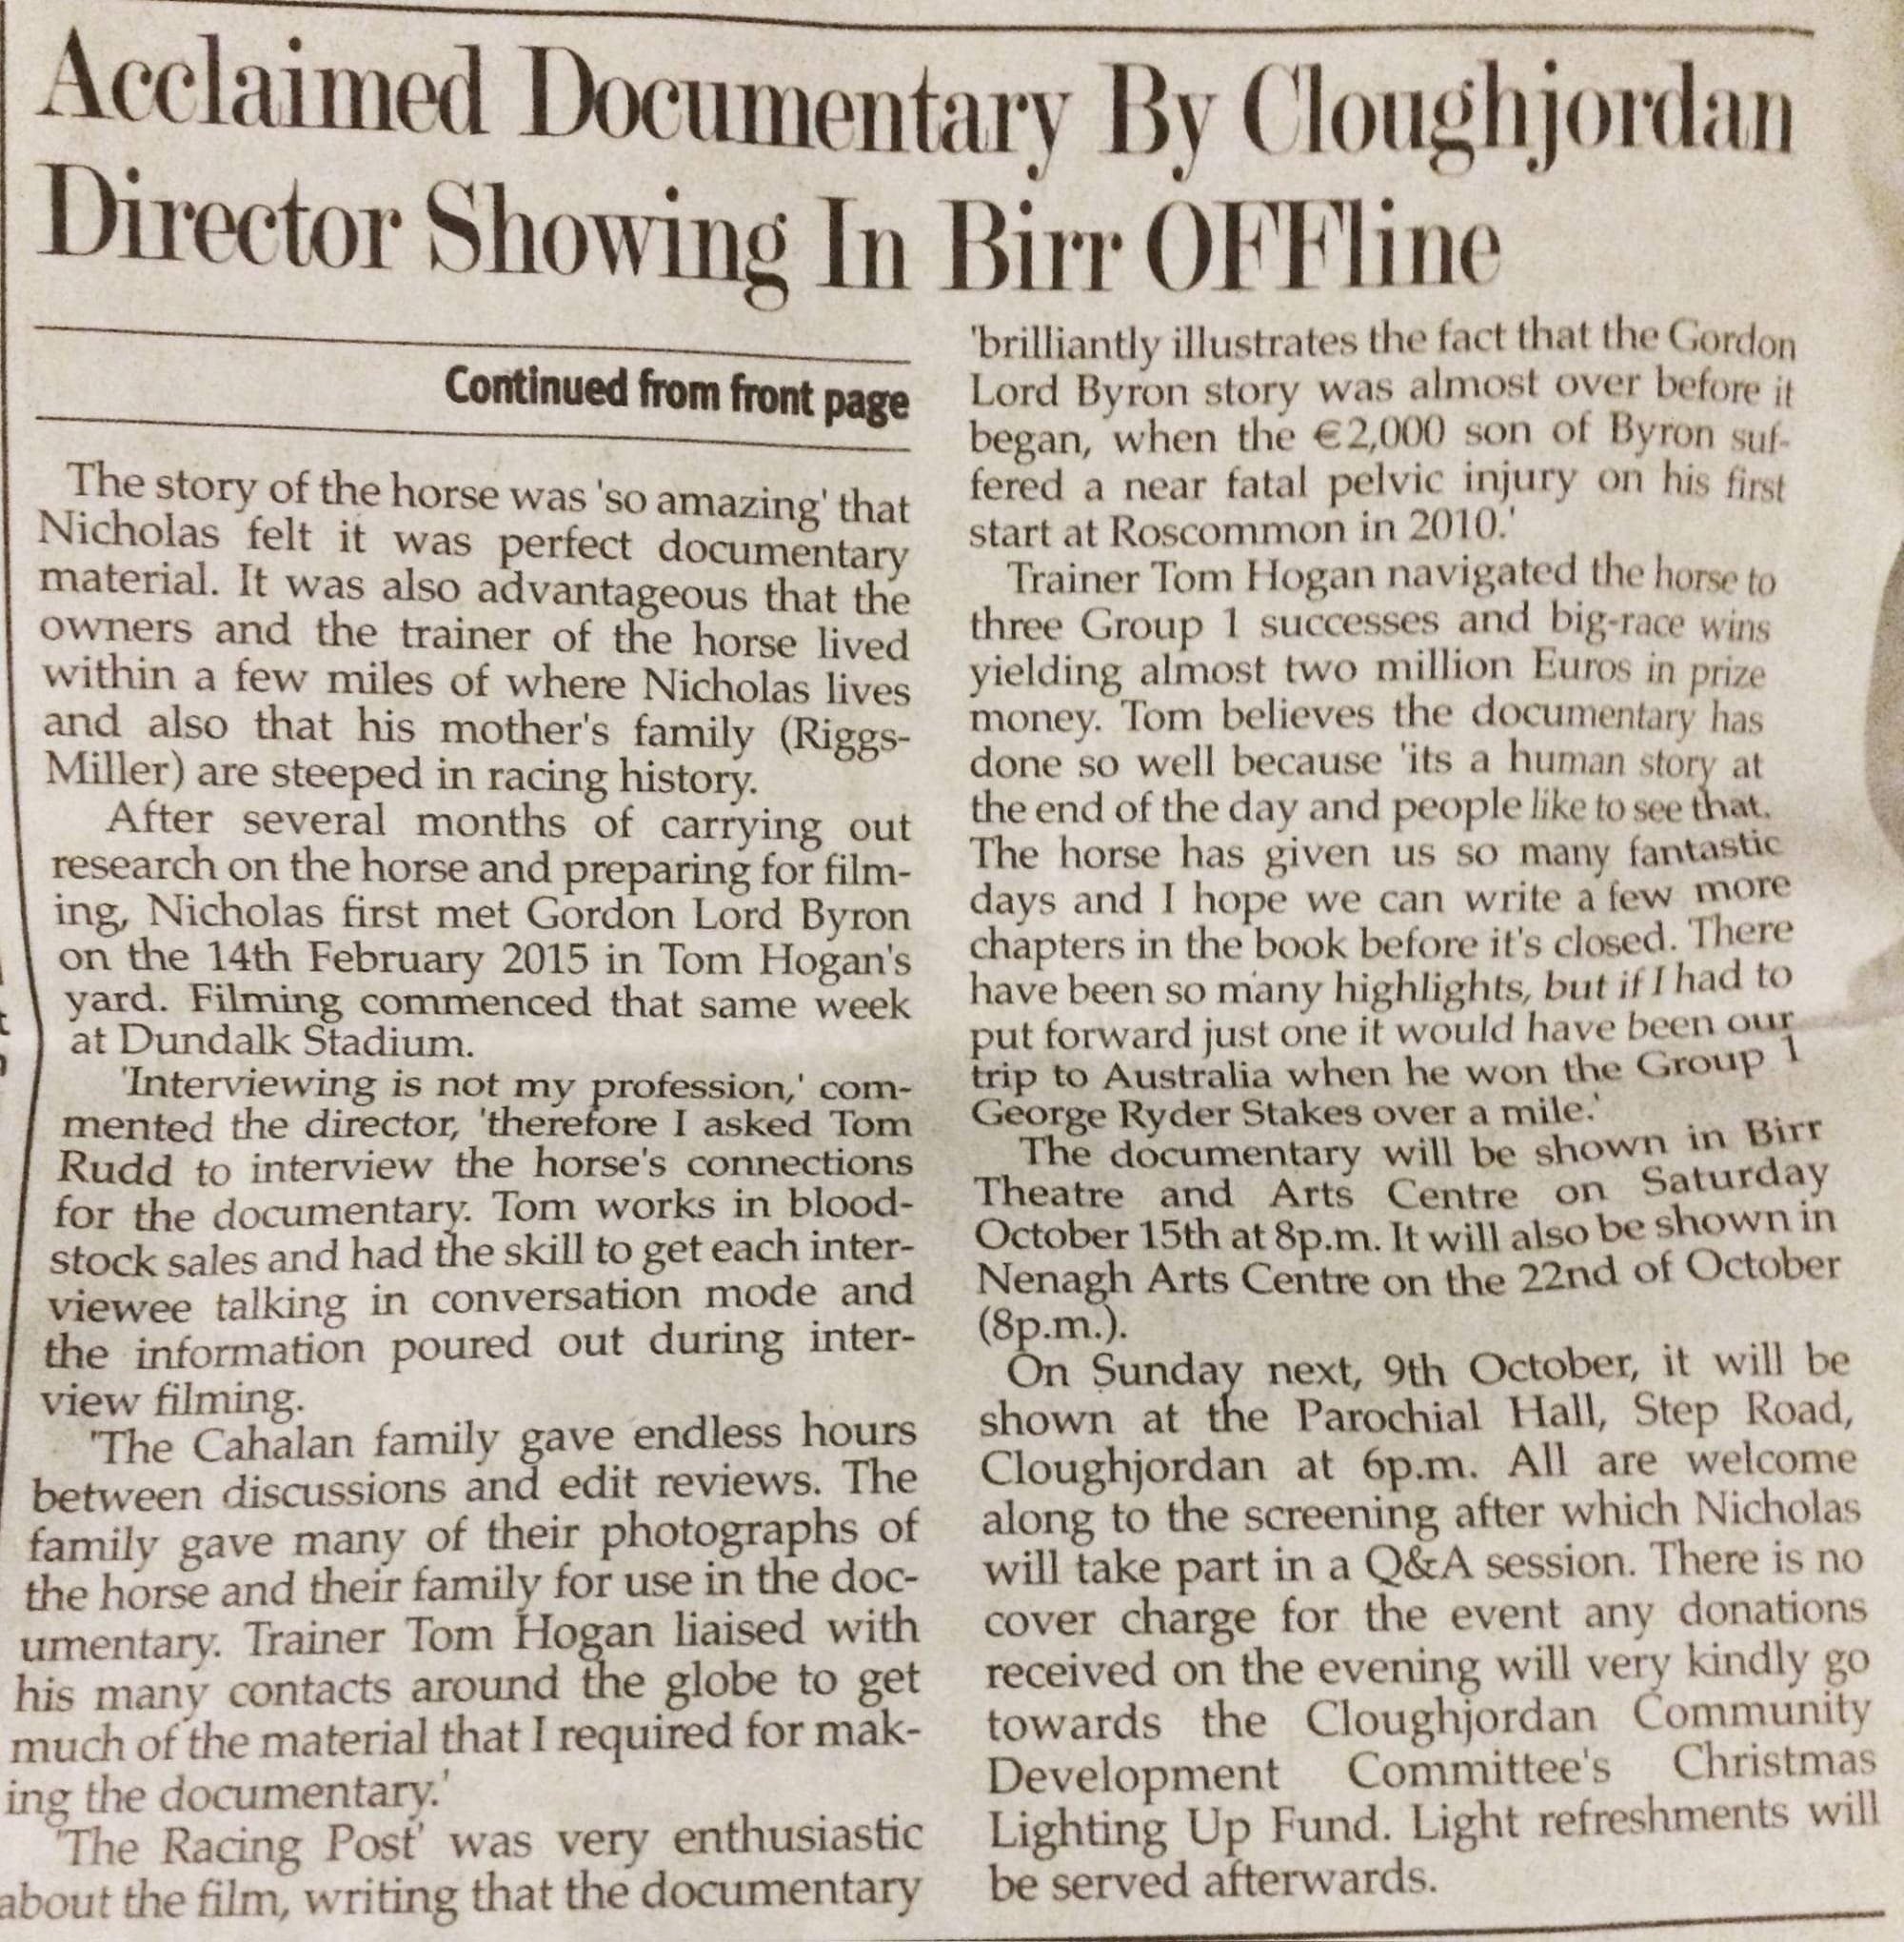 Acclaimed Documentary By Cloughjordan
Director Showing In Birr OFFline
Continued from front page
The story of the horse was 'so amazing' that
Nicholas felt it was perfect documentary
material. It was also advantageous that the
owners and the trainer of the horse lived
within a few miles of where Nicholas lives
and also that his mother's family (Riggs-
Miller) are steeped in racing history.
After several months of carrying out
research on the horse and preparing for film-
ing, Nicholas first met Gordon Lord Byron
on the 14th February 2015 in Tom Hogan's
yard. Filming commenced that same week
at Dundalk Stadium.
'Interviewing is not my profession,' com-
mented the director, 'therefore I asked Tom
Rudd to interview the horse's connections
for the documentary. Tom works in blood-
stock sales and had the skill to get each inter-
viewee talking in conversation mode and
the information poured out during inter-
view filming.
'The Cahalan family gave endless hours
between discussions and edit reviews. The
family gave many of their photographs of
the horse and their family for use in the doc-
umentary. Trainer Tom Hogan liaised with
his many contacts around the globe to get
much of the material that I required for mak-
ing the documentary.'
'The Racing Post' was very enthusiastic
about the film, writing that the documentary
'brilliantly illustrates the fact that the Gordon
Lord Byron story was almost over before it
began, when the €2,000 son of Byron suf-
fered a near fatal pelvic injury on his first
start at Roscommon in 2010.'
Trainer Tom Hogan navigated the horse to
three Group 1 successes and big-race wins
yielding almost two million Euros in prize
money. Tom believes the documentary has
done so well because 'its a human story at
the end of the day and people like to see that.
The horse has given us so many fantastic
days and I hope we can write a few more
chapters in the book before it's closed. There
have been so many highlights, but if I had to
put forward just one it would have been our
trip to Australia when he won the Group 1
George Ryder Stakes over a mile.'
The documentary will be shown in Birr
Theatre and Arts Centre on Saturday
October 15th at 8p.m. It will also be shown in
Nenagh Arts Centre on the 22nd of October
(8p.m.).
On Sunday next, 9th October, it will be
shown at the Parochial Hall, Step Road,
Cloughjordan at 6p.m. All are welcome
along to the screening after which Nicholas
will take part in a Q&A session. There is no
cover charge for the event any donations
received on the evening will very kindly go
towards the Cloughjordan Community
Development Committee's Christmas
Lighting Up Fund. Light refreshments will
be served afterwards.